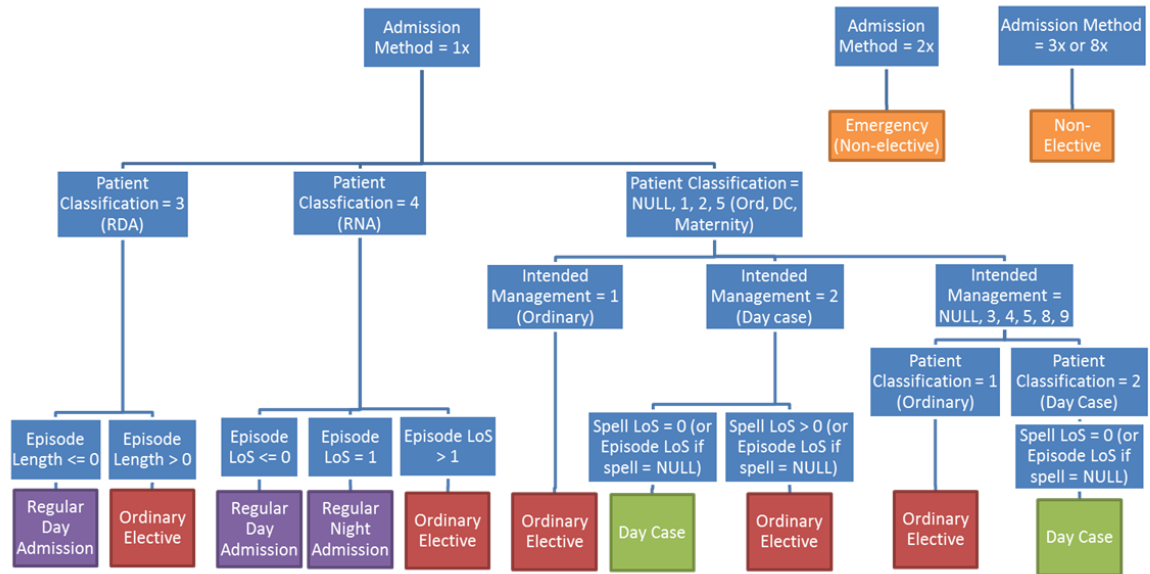 Admission
Method = 1x
Admission
Method = 2x
Admission Method
= 3x or 8x
Emergency
(Non-elective)
Non-
Elective
Patient
Classification = 3
(RDA)
Patient
Classfication = 4
(RNA)
Patient Classification =
NULL, 1, 2, 5 (Ord, DC,
Maternity)
Intended
Management = 1
(Ordinary)
Intended
Management = 2
(Day case)
Intended
Management =
NULL, 3, 4, 5, 8, 9
Patient
Classification = 1
(Ordinary)
Patient
Classification = 2
(Day Case)
Episode
Length <= 0
Episode
Length > 0
Episode
LoS <= 0
Episode
LoS = 1
Episode LoS
> 1
Spell LoS = 0 (or
Episode LoS if
spell = NULL)
Spell LoS > 0 (or
Episode LoS if
spell = NULL)
Spell LoS = 0 (or
Episode LoS if
spell = NULL)
Regular
Day
Admission
Ordinary
Elective
Regular
Day
Admission
Regular
Night
Admission
Ordinary
Elective
Ordinary
Elective
Day Case
Ordinary
Elective
Ordinary
Elective
Day Case